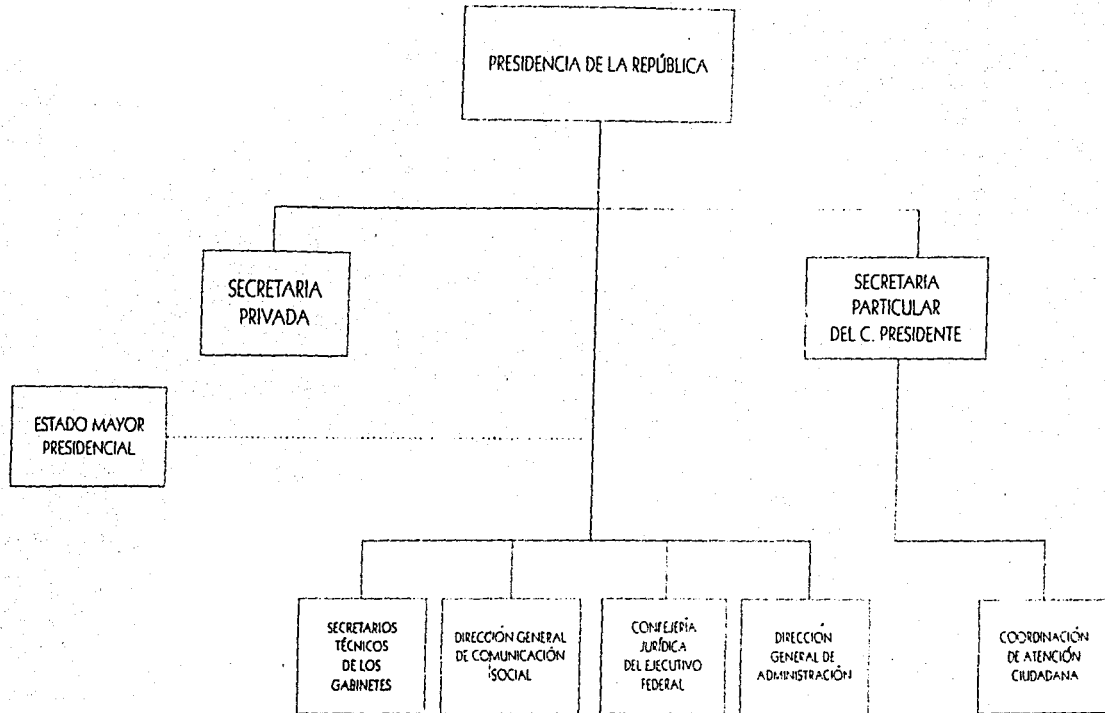 PRESIDENCIA DE LA REPÚBLICA
SECRETARIA
PRIVADA
SECRETARIA
PARTICULAR
DEL C. PRESIDENTE
ESTADO MAYOR
PRESIDENCIAL
SECRETARIOS
TÉCNICOS
DE LOS
GABINETES
DIRECCIÓN GENERAL
DE COMUNICACIÓN
SOCIAL
CONSEJERÍA
JURÍDICA
DEL EJECUTIVO
FEDERAL
DIRECCIÓN
GENERAL DE
ADMINISTRACIÓN
COORDINACIÓN
DE ATENCIÓN
CIUDADANA